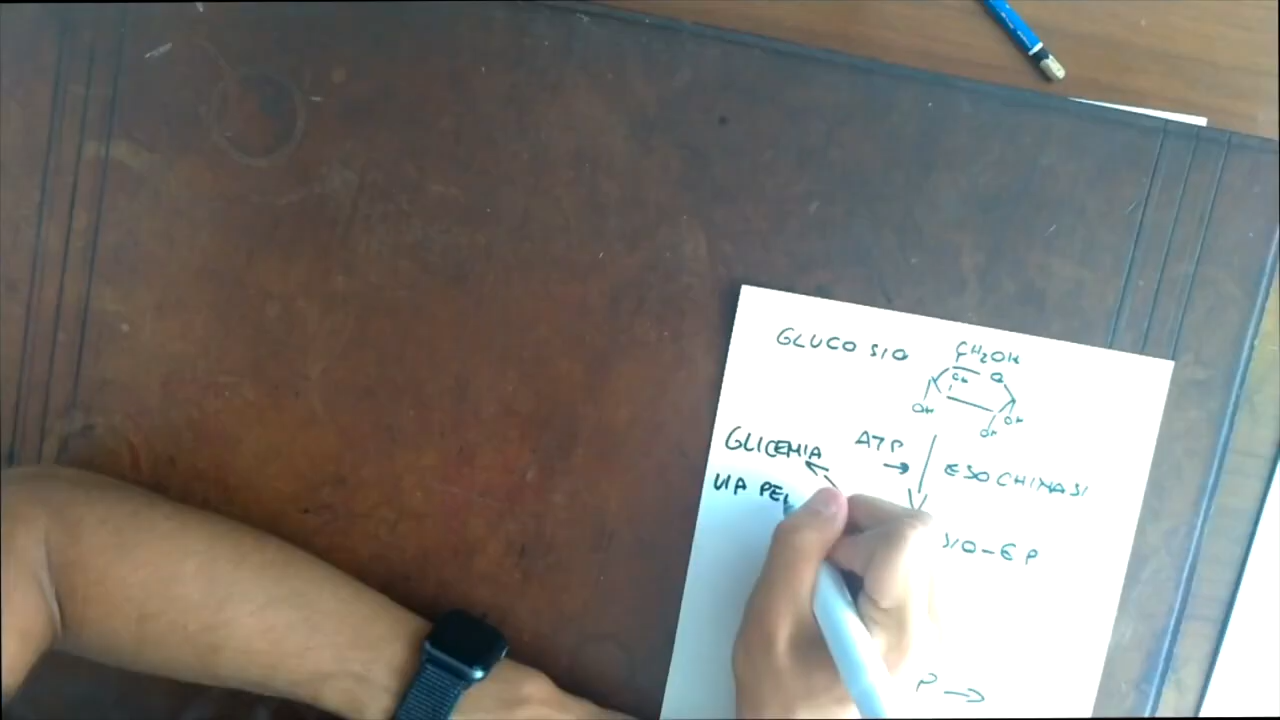 GLUCOSIO
CH2OH
OH O
OH OH
OH
GLICEMIA ATP
ESOCHINASI
VIA PE
SIO-6P
P →